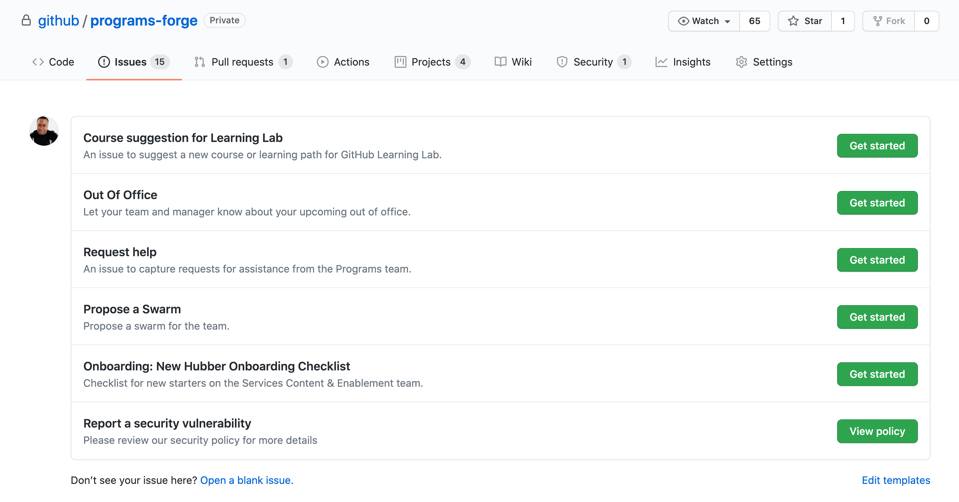 github / programs-forge Private
Watch 65 Star 1 Fork 0
Code Issues 15 Pull requests 1 Actions Projects 4 Wiki Security 1 Insights Settings
Course suggestion for Learning Lab
An issue to suggest a new course or learning path for GitHub Learning Lab.
Get started
Out Of Office
Let your team and manager know about your upcoming out of office.
Get started
Request help
An issue to capture requests for assistance from the Programs team.
Get started
Propose a Swarm
Propose a swarm for the team.
Get started
Onboarding: New Hubber Onboarding Checklist
Checklist for new starters on the Services Content & Enablement team.
Get started
Report a security vulnerability
Please review our security policy for more details
View policy
Don't see your issue here? Open a blank issue.
Edit templates